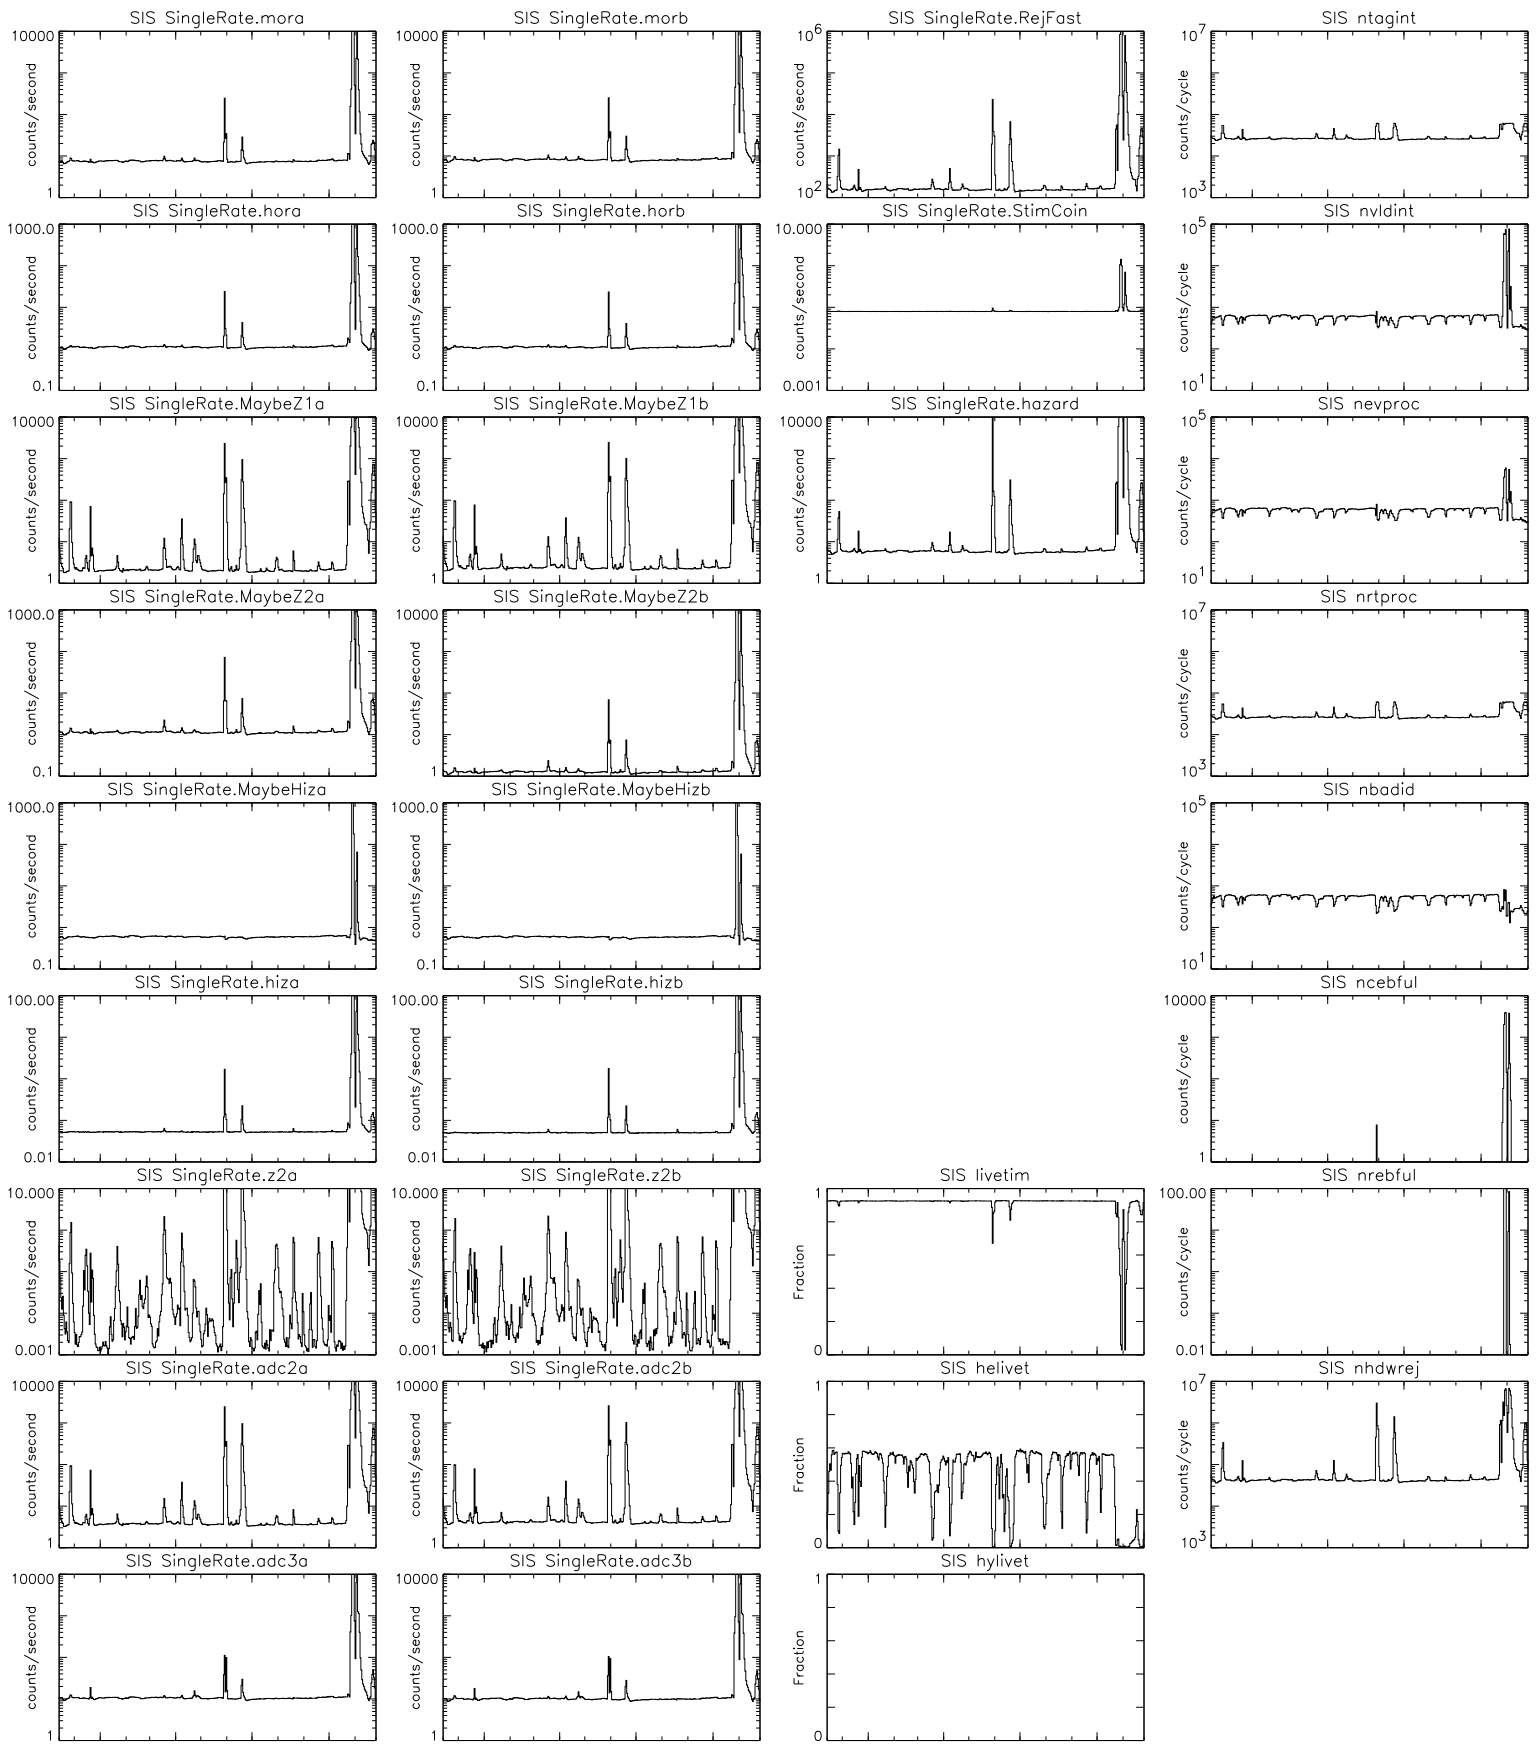 SIS SingleRate.mora
SIS SingleRate.morb
SIS SingleRate.RejFast
SIS ntagint
10000
counts/second
1
10000
counts/second
1
10^6
counts/second
10^2
10^7
counts/cycle
10^3
SIS SingleRate.hora
SIS SingleRate.horb
SIS SingleRate.StimCoin
SIS nvldint
1000.0
counts/second
0.1
1000.0
counts/second
0.1
10.000
counts/second
0.001
10^5
counts/cycle
10^1
SIS SingleRate.MaybeZ1a
SIS SingleRate.MaybeZ1b
SIS SingleRate.hazard
SIS nevproc
10000
counts/second
1
10000
counts/second
1
10000
counts/second
1
10^5
counts/cycle
10^1
SIS SingleRate.MaybeZ2a
SIS SingleRate.MaybeZ2b
SIS nrtproc
1000.0
counts/second
0.1
10000
counts/second
1
10^7
counts/cycle
10^3
SIS SingleRate.MaybeHiza
SIS SingleRate.MaybeHizb
SIS nbadid
1000.0
counts/second
0.1
1000.0
counts/second
0.1
10^5
counts/cycle
10^1
SIS SingleRate.hiza
SIS SingleRate.hizb
SIS ncebful
100.00
counts/second
0.01
100.00
counts/second
0.01
10000
counts/cycle
1
SIS SingleRate.z2a
SIS SingleRate.z2b
SIS livetim
SIS nrebful
10.000
counts/second
0.001
10.000
counts/second
0.001
1
Fraction
0
100.00
counts/cycle
0.01
SIS SingleRate.adc2a
SIS SingleRate.adc2b
SIS helivet
SIS nhdwrej
10000
counts/second
1
10000
counts/second
1
1
Fraction
0
10^7
counts/cycle
10^3
SIS SingleRate.adc3a
SIS SingleRate.adc3b
SIS hylivet
10000
counts/second
1
10000
counts/second
1
1
Fraction
0